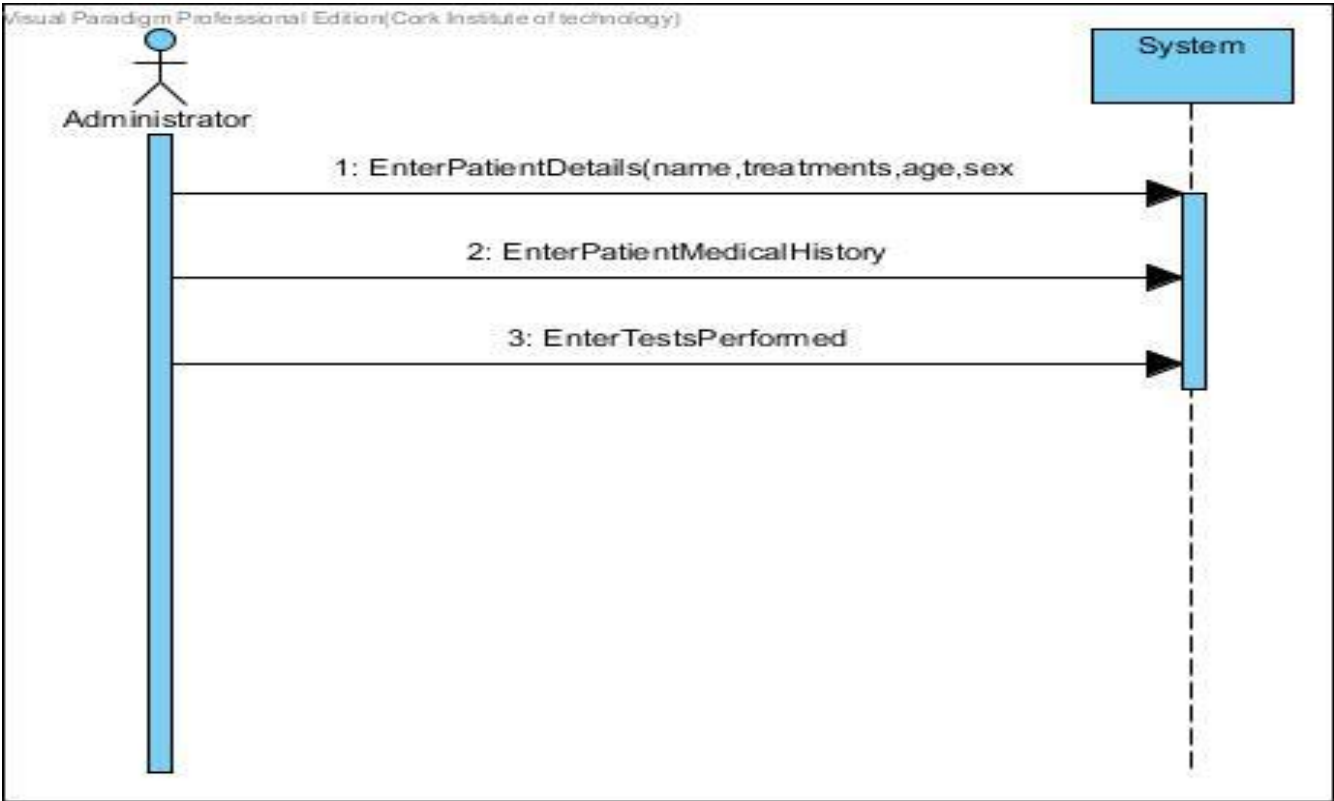 Visual Paradigm Professional Edition(Cork Institute of technology)
System
Administrator
1: EnterPatientDetails(name,treatments,age,sex
2: EnterPatientMedicalHistory
3: EnterTestsPerformed